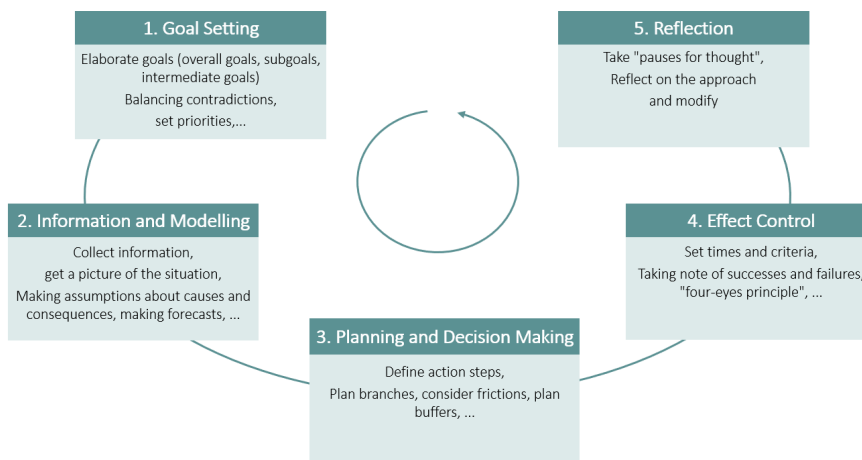 1. Goal Setting
Elaborate goals (overall goals, subgoals,
intermediate goals)
Balancing contradictions,
set priorities,...
2. Information and Modelling
Collect information,
get a picture of the situation,
Making assumptions about causes and
consequences, making forecasts, ...
3. Planning and Decision Making
Define action steps,
Plan branches, consider frictions, plan
buffers, ...
4. Effect Control
Set times and criteria,
Taking note of successes and failures,
"four-eyes principle", ...
5. Reflection
Take "pauses for thought",
Reflect on the approach
and modify